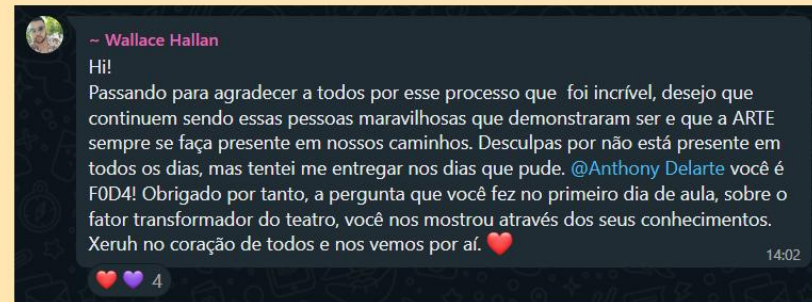 ~ Wallace Hallan
Hi!
Passando para agradecer a todos por esse processo que foi incrível, desejo que
continuem sendo essas pessoas maravilhosas que demonstraram ser e que a ARTE
sempre se faça presente em nossos caminhos. Desculpas por não está presente em
todos os dias, mas tentei me entregar nos dias que pude. @Anthony Delarte você é
F0D4! Obrigado por tanto, a pergunta que você fez no primeiro dia de aula, sobre o
fator transformador do teatro, você nos mostrou através dos seus conhecimentos.
Xeruh no coração de todos e nos vemos por aí. ❤️
14:02
❤️ 💜 4